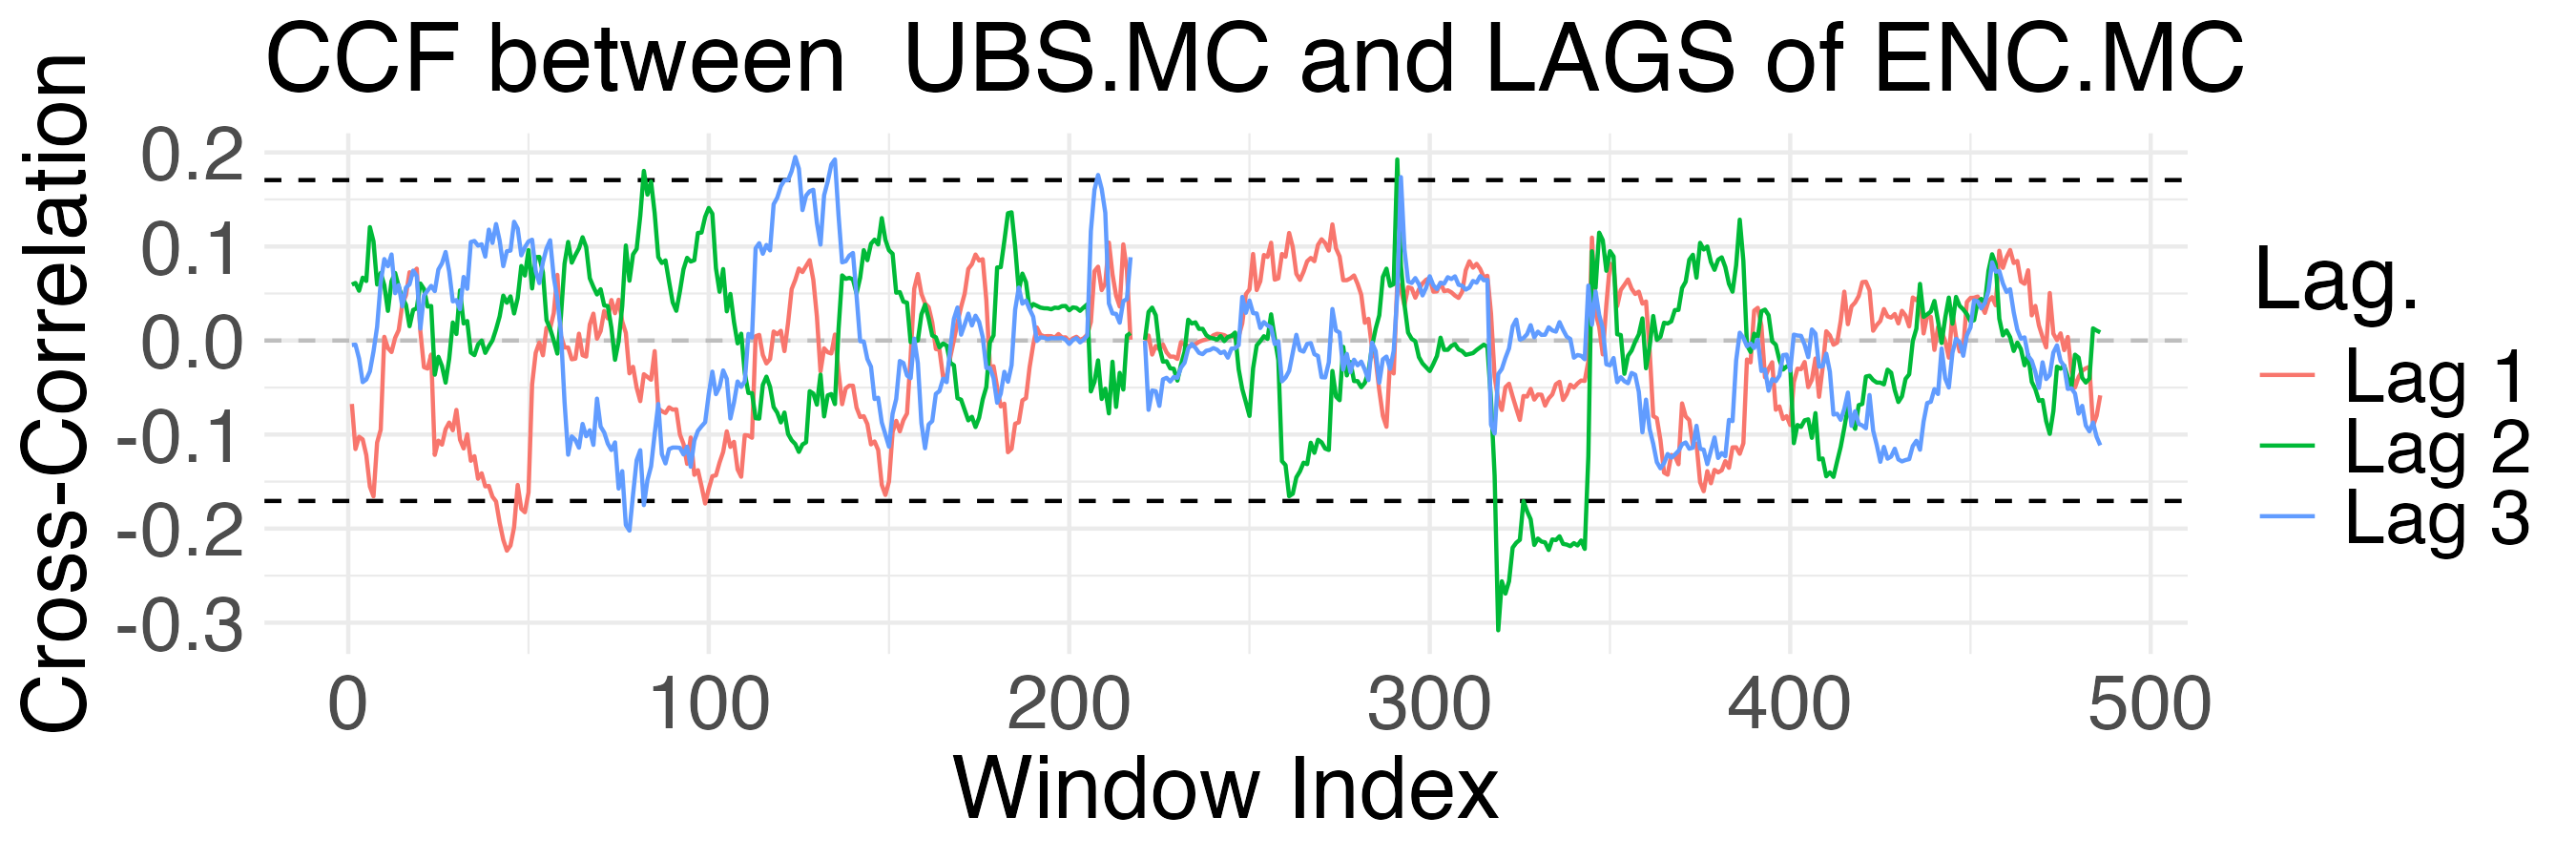 CCF between  UBS.MC and LAGS of ENC.MC
Cross-Correlation
0.2
0.1
0.0
-0.1
-0.2
-0.3
0 100 200 300 400 500
Window Index
Lag.
Lag 1
Lag 2
Lag 3